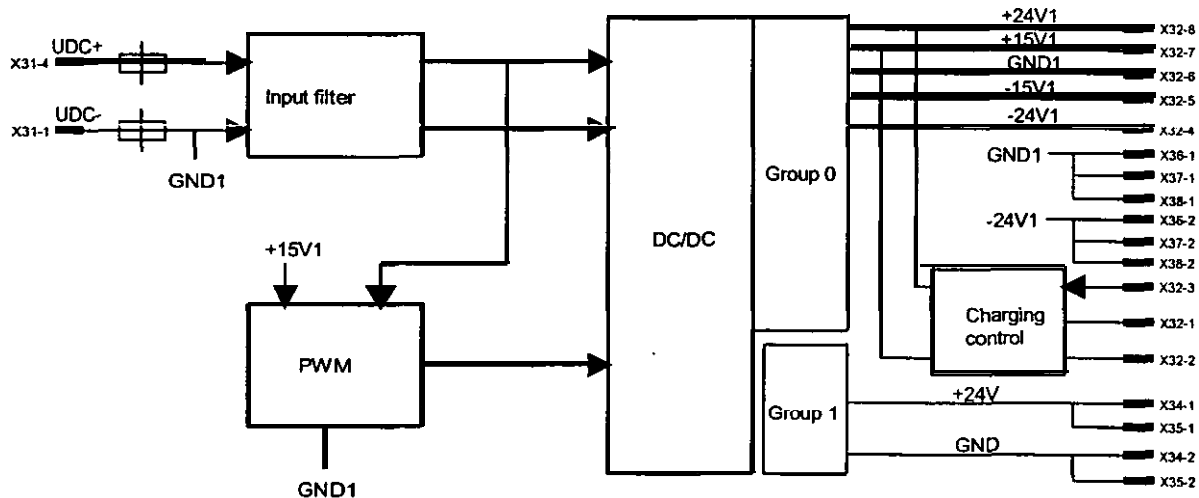 +24V1
X32-8
UDC+
+15V1
X32-7
X31-4
GND1
X32-6
Input filter
-15V1
X32-5
UDC-
-24V1
X31-1
X32-4
GND1
X36-1
GND1
Group 0
X37-1
X38-1
-24V1
X36-2
DC/DC
X37-2
+15V1
X38-2
X32-3
Charging
control
X32-1
PWM
X32-2
+24V
X34-1
Group 1
X35-1
GND
X34-2
GND1
X35-2